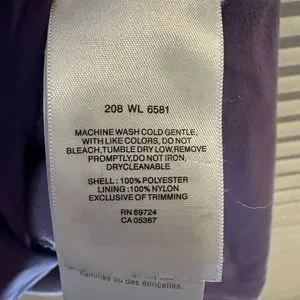 208 WL 6581
MACHINE WASH COLD GENTLE,
WITH LIKE COLORS, DO NOT
BLEACH,TUMBLE DRY LOW,REMOVE
PROMPTLY,DO NOT IRON,
DRYCLEANABLE
SHELL : 100% POLYESTER
LINING :100% NYLON
EXCLUSIVE OF TRIMMING
RN 69724
CA 05367
flammes ou des étincelles.